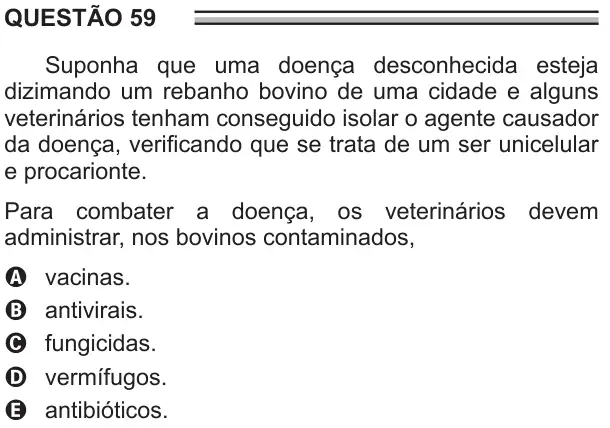 QUESTÃO 59
Suponha que uma doença desconhecida esteja
dizimando um rebanho bovino de uma cidade e alguns
veterinários tenham conseguido isolar o agente causador
da doença, verificando que se trata de um ser unicelular
e procarionte.
Para combater a doença, os veterinários devem
administrar, nos bovinos contaminados,
A vacinas.
B antivirais.
C fungicidas.
D vermífugos.
E antibióticos.